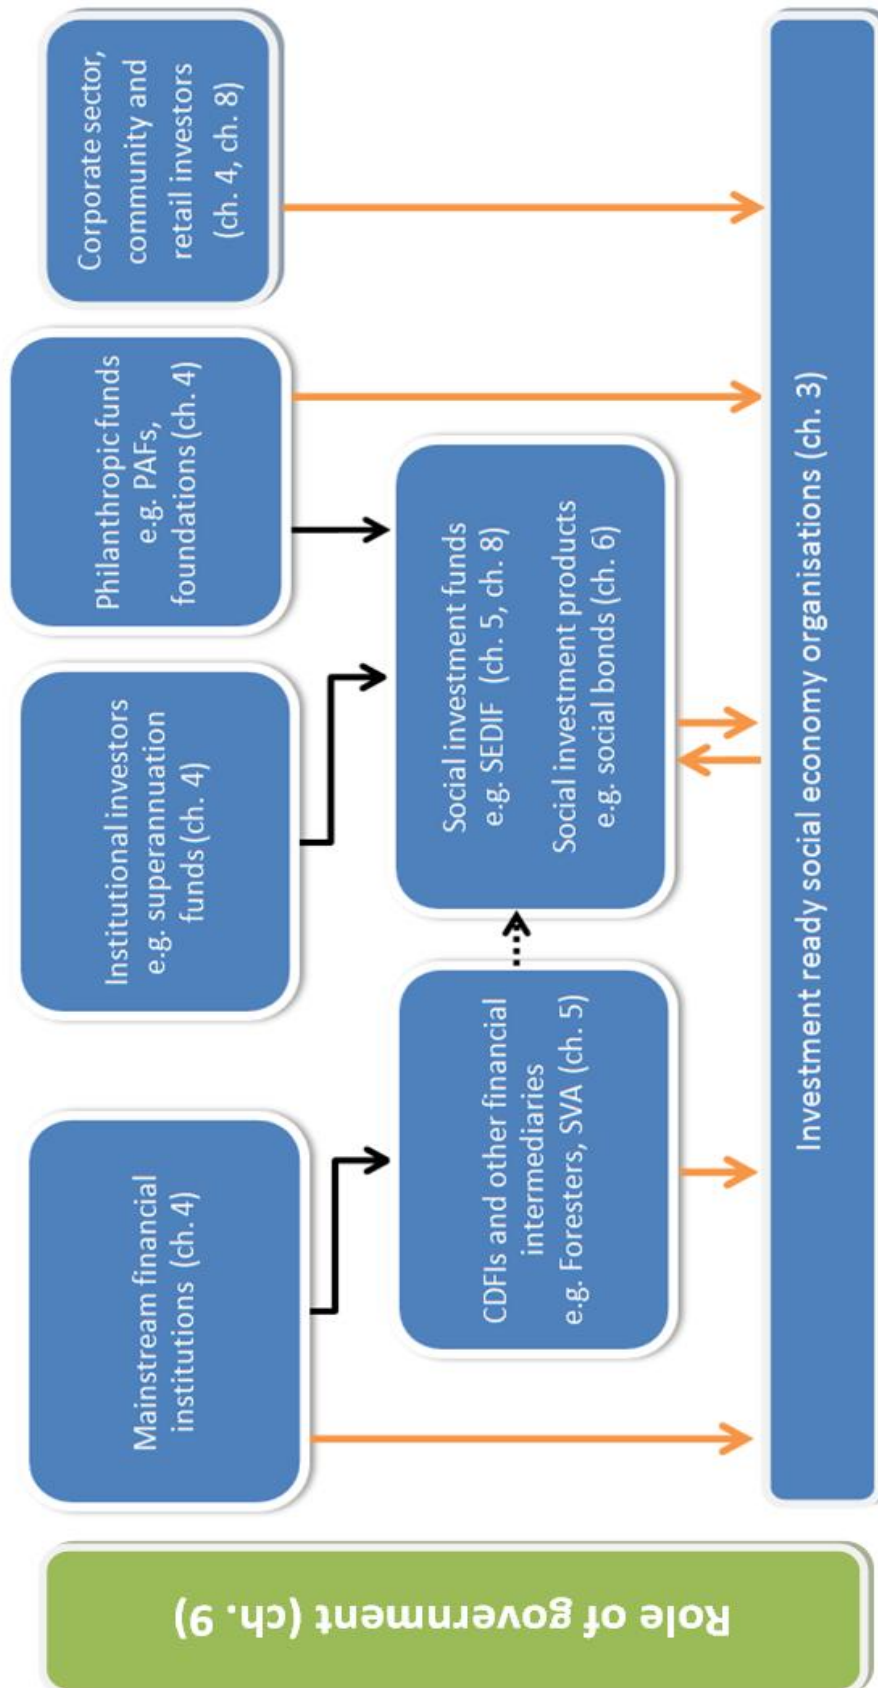 Role of government (ch. 9)
Mainstream financial
institutions (ch. 4)
Institutional investors
e.g. superannuation
funds (ch. 4)
Philanthropic funds
e.g. PAFs,
foundations (ch. 4)
Corporate sector,
community and
retail investors
(ch. 4, ch. 8)
CDFIs and other financial
intermediaries
e.g. Foresters, SVA (ch. 5)
Social investment funds
e.g. SEDIF (ch. 5, ch. 8)
Social investment products
e.g. social bonds (ch. 6)
Investment ready social economy organisations (ch. 3)